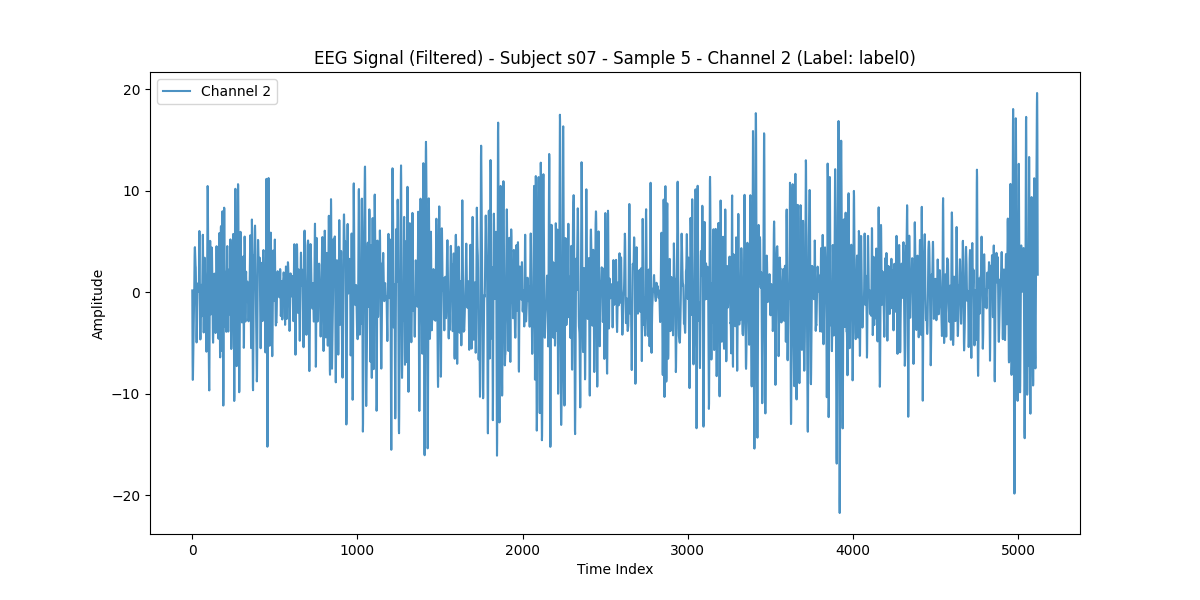 EEG Signal (Filtered) - Subject s07 - Sample 5 - Channel 2 (Label: label0)
Channel 2
20
10
0
−10
−20
Amplitude
0 1000 2000 3000 4000 5000
Time Index